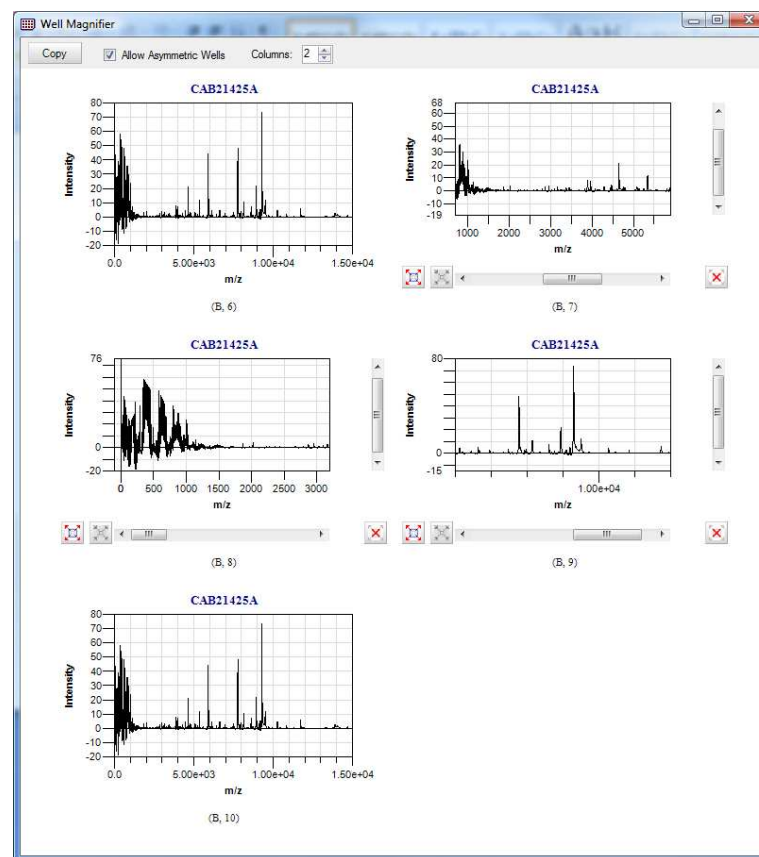 Well Magnifier
Copy Allow Asymmetric Wells Columns: 2
CAB21425A
Intensity
80
70
60
50
40
30
20
10
0
-10
-20
0.0 5.00e+03 1.00e+04 1.50e+04
m/z
(B, 6)
CAB21425A
Intensity
68
60
50
40
30
20
10
0
-10
-19
1000 2000 3000 4000 5000
m/z
(B, 7)
CAB21425A
Intensity
76
0
-20
0 500 1000 1500 2000 2500 3000
m/z
(B, 8)
CAB21425A
Intensity
80
0
-15
1.00e+04
m/z
(B, 9)
CAB21425A
Intensity
80
70
60
50
40
30
20
10
0
-10
-20
0.0 5.00e+03 1.00e+04 1.50e+04
m/z
(B, 10)